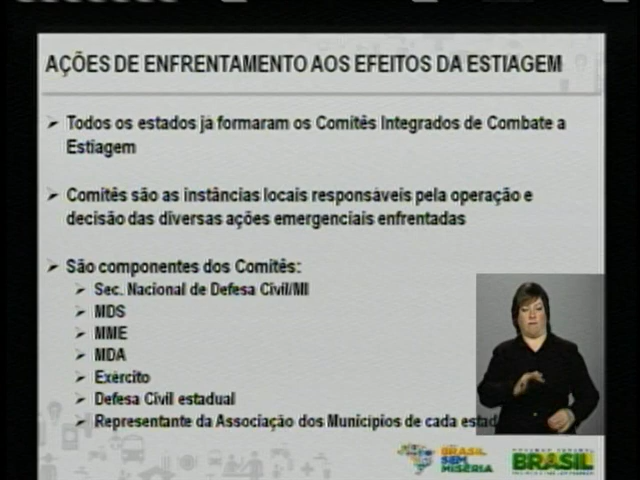 AÇÕES DE ENFRENTAMENTO AOS EFEITOS DA ESTIAGEM
➤ Todos os estados já formaram os Comitês Integrados de Combate a
Estiagem
➤ Comitês são as instâncias locais responsáveis pela operação e
decisão das diversas ações emergenciais enfrentadas
➤ São componentes dos Comitês:
➤ Sec. Nacional de Defesa Civil/MI
➤ MDS
➤ MME
➤ MDA
➤ Exército
➤ Defesa Civil estadual
➤ Representante da Associação dos Municípios de cada estad
BRASIL
SEM
MISÉRIA
GOVERNO FEDERAL
BRASIL